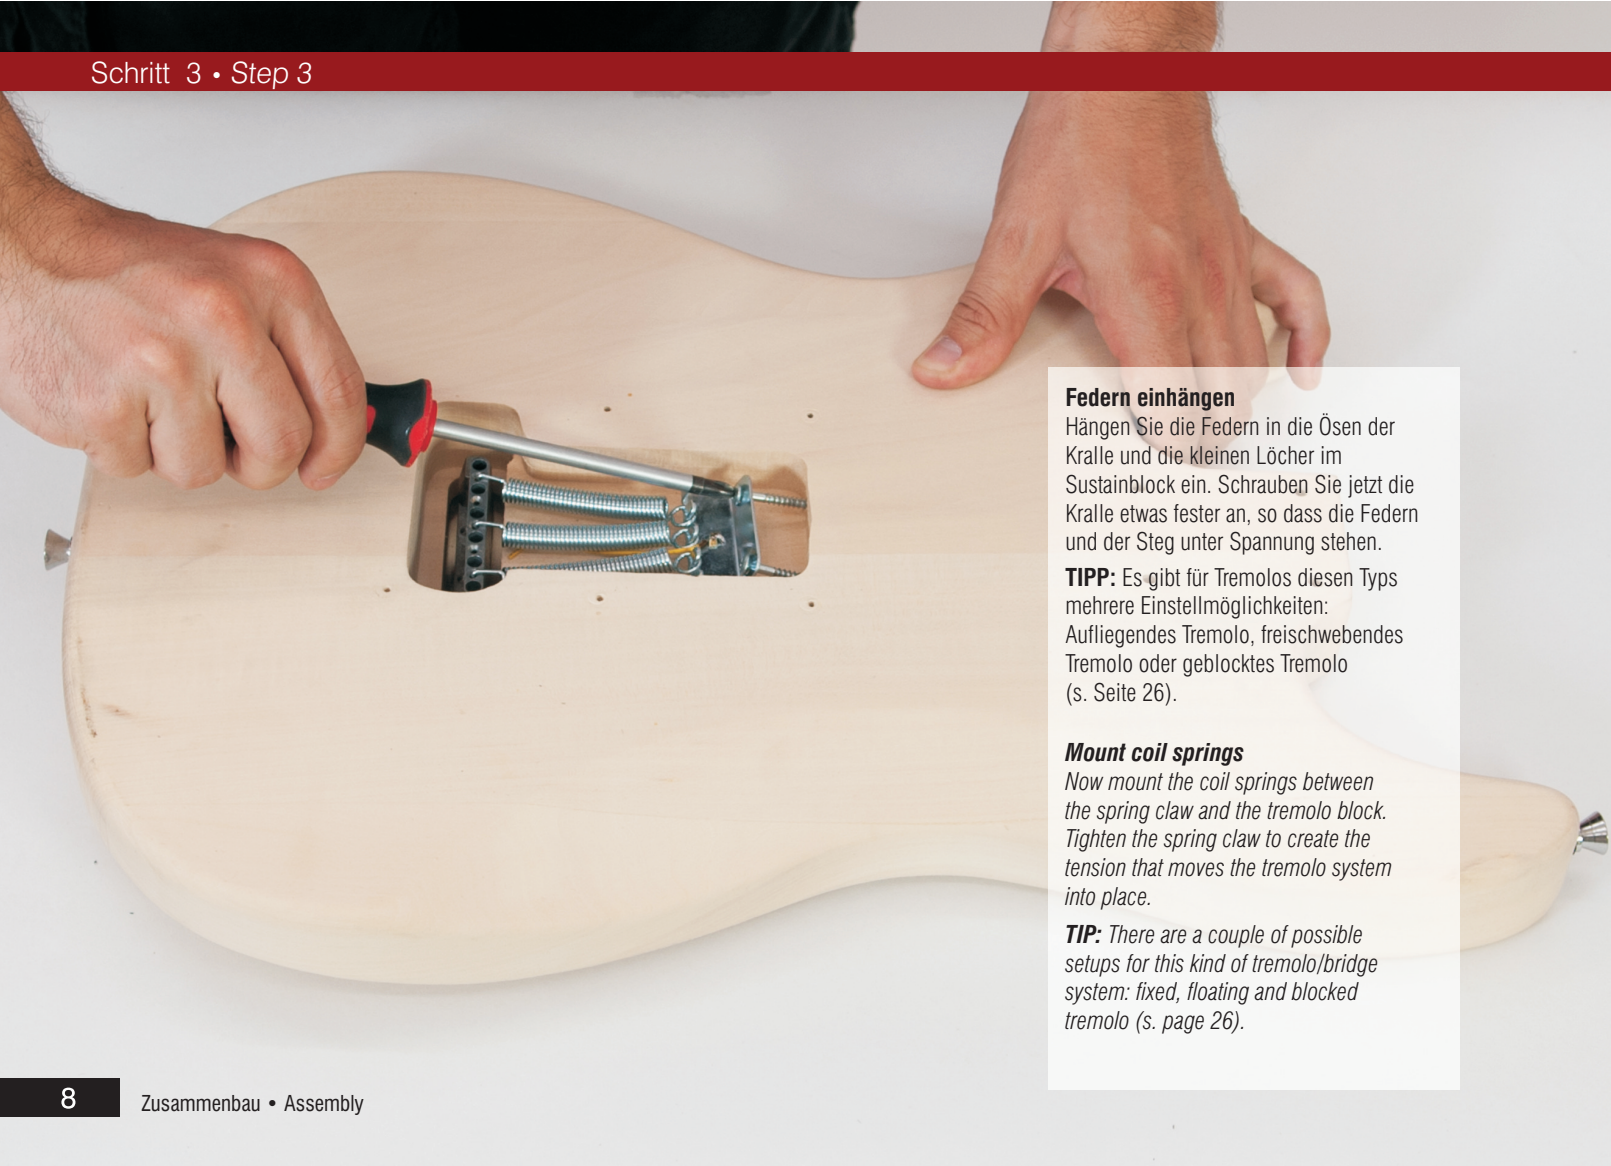 Schritt 3 • Step 3
Federn einhängen
Hängen Sie die Federn in die Ösen der
Kralle und die kleinen Löcher im
Sustainblock ein. Schrauben Sie jetzt die
Kralle etwas fester an, so dass die Federn
und der Steg unter Spannung stehen.
TIPP: Es gibt für Tremolos diesen Typs
mehrere Einstellmöglichkeiten:
Aufliegendes Tremolo, freischwebendes
Tremolo oder geblocktes Tremolo
(s. Seite 26).
Mount coil springs
Now mount the coil springs between
the spring claw and the tremolo block.
Tighten the spring claw to create the
tension that moves the tremolo system
into place.
TIP: There are a couple of possible
setups for this kind of tremolo/bridge
system: fixed, floating and blocked
tremolo (s. page 26).
8
Zusammenbau • Assembly